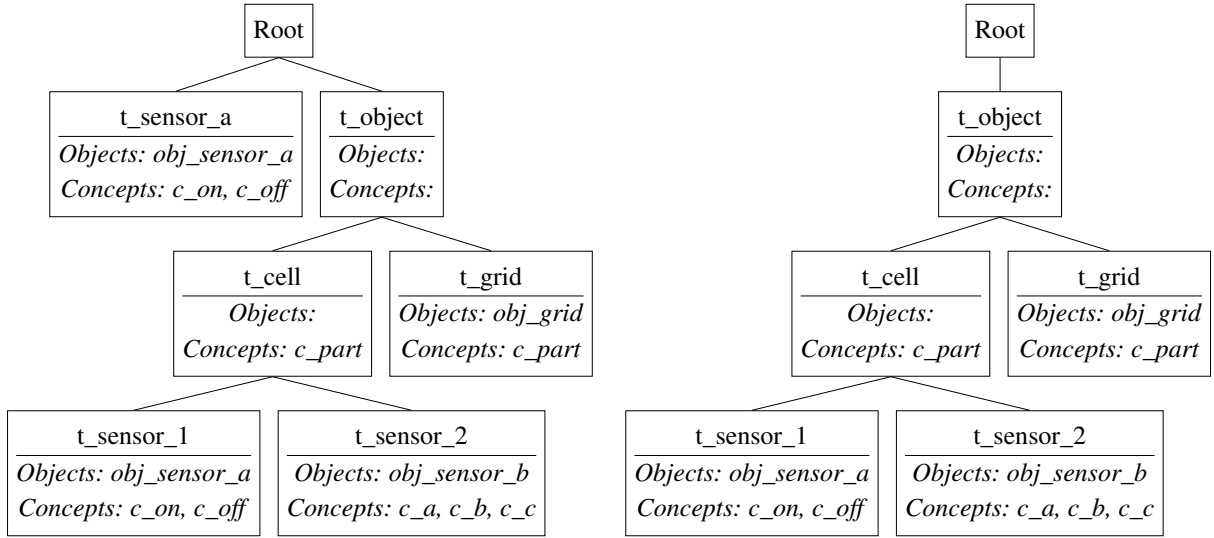 Root
t_sensor_a
Objects: obj_sensor_a
Concepts: c_on, c_off
t_object
Objects:
Concepts:
t_cell
Objects:
Concepts: c_part
t_grid
Objects: obj_grid
Concepts: c_part
t_sensor_1
Objects: obj_sensor_a
Concepts: c_on, c_off
t_sensor_2
Objects: obj_sensor_b
Concepts: c_a, c_b, c_c
Root
t_object
Objects:
Concepts:
t_cell
Objects:
Concepts: c_part
t_grid
Objects: obj_grid
Concepts: c_part
t_sensor_1
Objects: obj_sensor_a
Concepts: c_on, c_off
t_sensor_2
Objects: obj_sensor_b
Concepts: c_a, c_b, c_c